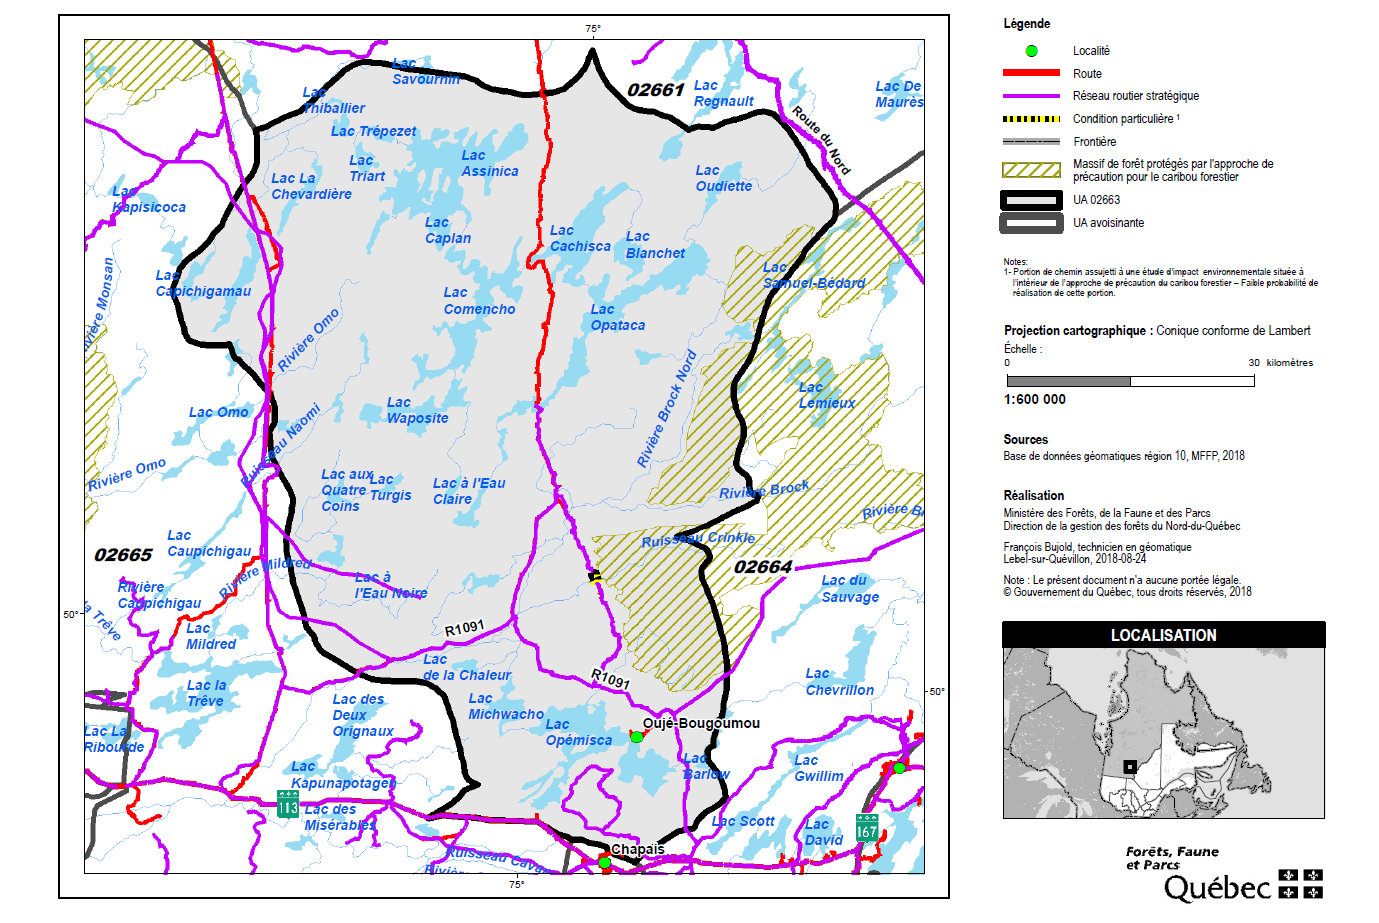 75°
Lac
Savournin
02661
Lac
Regnault
Lac De
Maurès
Lac
Thiballier
Lac Trépezet
Route du Nord
Lac
Triart
Lac
Assinica
Lac
Oudiette
Lac La
Chevardière
Lac
Kapisicoca
Lac
Caplan
Lac
Cachisca
Lac
Blanchet
Lac
Capichigamau
Lac
Samuel-Bédard
Rivière Monsan
Lac
Comencho
Lac
Opataca
Rivière Omo
Rivière Brock Nord
Lac
Lemieux
Lac Omo
Lac
Waposite
Ruisseau Naomi
Rivière Omo
Lac aux
Quatre
Coins
Lac
Turgis
Lac à l'Eau
Claire
Rivière Brock
Rivière B
Lac
Caupichigau
02665
Ruisseau Crinkle
02664
Rivière Mildred
Rivière
Caupichigau
Lac à
l'Eau Noire
Lac du
Sauvage
50°
la Trêve
Lac
Mildred
R1091
Lac
de la Chaleur
R1091
Lac
Chevrillon
50°
Lac la
Trêve
Lac des
Deux
Orignaux
Lac
Michwacho
Lac
Opémisca
Oujé-Bougoumou
Lac La
Ribourde
Lac
Barlow
Lac
Gwillim
Lac
Kapunapotagen
113
Lac des
Misérables
Lac Scott
Lac
David
167
Chapais
Ruisseau Cav
Rivière
75°
Légende
Localité
Route
Réseau routier stratégique
Condition particulière 1
Frontière
Massif de forêt protégés par l'approche de
précaution pour le caribou forestier
UA 02663
UA avoisinante
Notes:
1- Portion de chemin assujetti à une étude d'impact environnementale située à
l'intérieur de l'approche de précaution du caribou forestier – Faible probabilité de
réalisation de cette portion.
Projection cartographique : Conique conforme de Lambert
Échelle :
0 30 kilomètres
1:600 000
Sources
Base de données géomatiques région 10, MFFP, 2018
Réalisation
Ministère des Forêts, de la Faune et des Parcs
Direction de la gestion des forêts du Nord-du-Québec
François Bujold, technicien en géomatique
Lebel-sur-Quévillon, 2018-08-24
Note : Le présent document n'a aucune portée légale.
© Gouvernement du Québec, tous droits réservés, 2018
LOCALISATION
Forêts, Faune
et Parcs
Québec